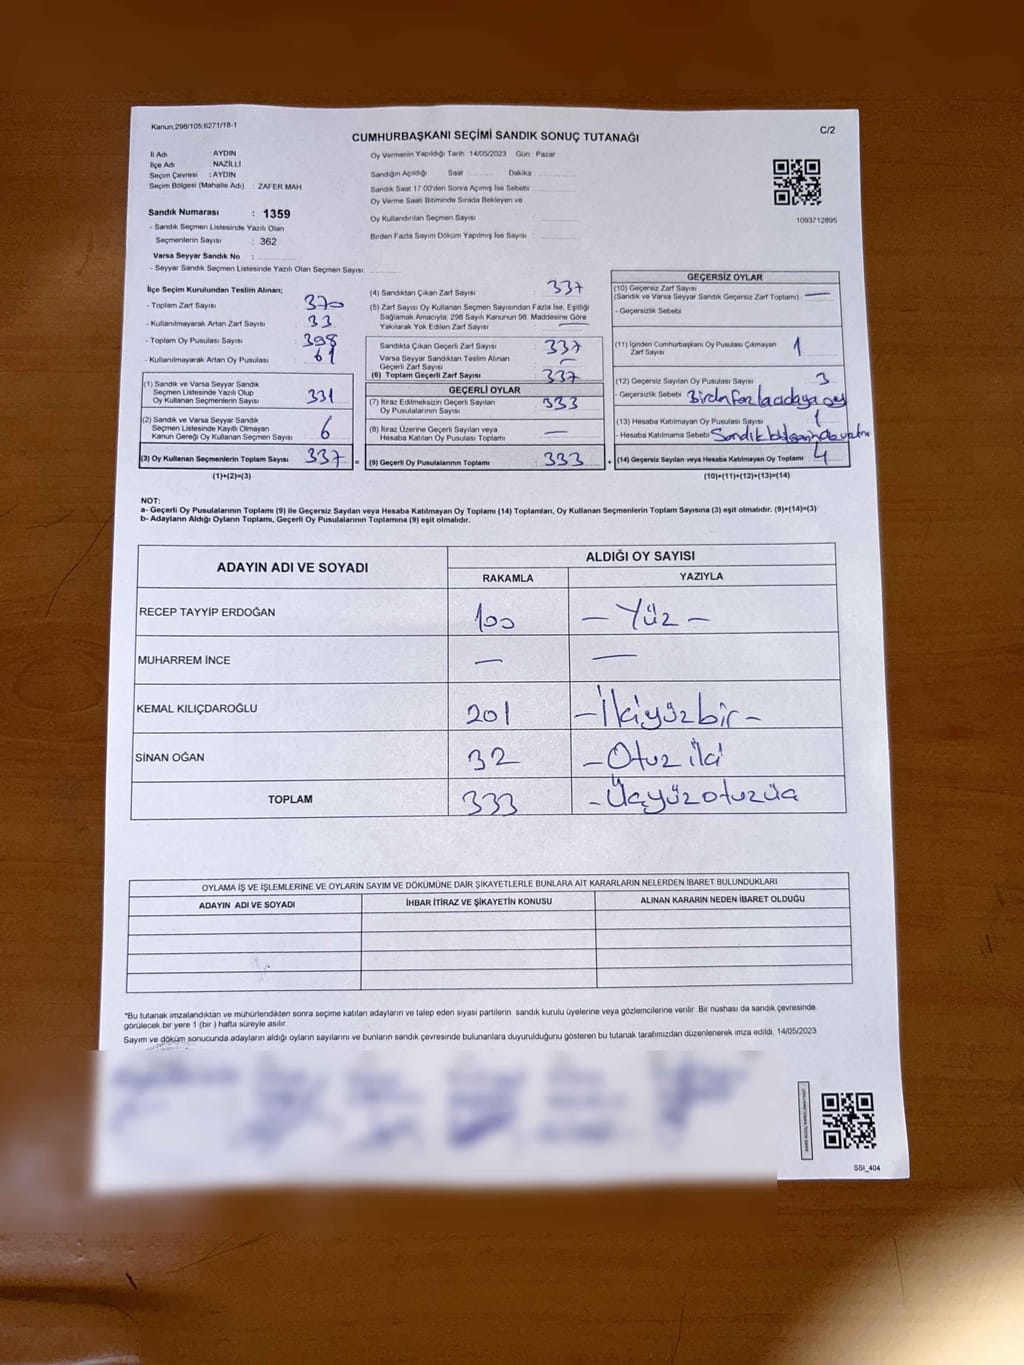 Kanun;298/105;6271/18-1
C/2
CUMHURBAŞKANI SEÇİMİ SANDIK SONUÇ TUTANAĞI
İl Adı : AYDIN
İlçe Adı : NAZİLLİ
Seçim Çevresi : AYDIN
Seçim Bölgesi (Mahalle Adı) : ZAFER MAH
Sandık Numarası : 1359
- Sandık Seçmen Listesinde Yazılı Olan
Seçmenlerin Sayısı : 362
Varsa Seyyar Sandık No :
- Seyyar Sandık Seçmen Listesinde Yazılı Olan Seçmen Sayısı:
Oy Vermenin Yapıldığı Tarih :14/05/2023 Gün : Pazar
Sandığın Açıldığı Saat Dakika
Sandık Saat 17.00'den Sonra Açımış İse Sebebi
Oy Verme Saati Bitiminde Sırada Bekleyen ve
Oy Kullandırılan Seçmen Sayısı :
Birden Fazla Sayım Döküm Yapılmış İse Sayısı :
1093712895
İlçe Seçim Kurulundan Teslim Alınan;
- Toplam Zarf Sayısı : 370
- Kullanılmayarak Artan Zarf Sayısı : 33
- Toplam Oy Pusulası Sayısı : 398
- Kullanılmayarak Artan Oy Pusulası : 61
(1) Sandık ve Varsa Seyyar Sandık
Seçmen Listesinde Yazılı Olup
Oy Kullanan Seçmenlerin Sayısı : 331
(2) Sandık ve Varsa Seyyar Sandık
Seçmen Listesinde Kayıtlı Olmayan
Kanun Gereği Oy Kullanan Seçmen Sayısı : 6
(3) Oy Kullanan Seçmenlerin Toplam Sayısı : 337 =
(1)+(2)=(3)
(4) Sandıktan Çıkan Zarf Sayısı : 337
(5) Zarf Sayısı Oy Kullanan Seçmen Sayısından Fazla İse, Eşitliği
Sağlamak Amacıyla; 298 Sayılı Kanunun 98. Maddesine Göre
Yakılarak Yok Edilen Zarf Sayısı : —
Sandıkta Çıkan Geçerli Zarf Sayısı : 337
Varsa Seyyar Sandıktan Teslim Alınan
Geçerli Zarf Sayısı : —
(6) Toplam Geçerli Zarf Sayısı : 337
GEÇERLİ OYLAR
(7) İtiraz Edilmeksizin Geçerli Sayılan
Oy Pusulalarının Sayısı : 333
(8) İtiraz Üzerine Geçerli Sayılan veya
Hesaba Katılan Oy Pusulası Toplamı : —
(9) Geçerli Oy Pusulalarının Toplamı : 333 +
GEÇERSİZ OYLAR
(10) Geçersiz Zarf Sayısı
(Sandık ve Varsa Seyyar Sandık Geçersiz Zarf Toplamı) : —
- Geçersizlik Sebebi
(11) İçinden Cumhurbaşkanı Oy Pusulası Çıkmayan
Zarf Sayısı : 1
(12) Geçersiz Sayılan Oy Pusulası Sayısı : 3
- Geçersizlik Sebebi Birden fazla adaya oy
(13) Hesaba Katılmayan Oy Pusulası Sayısı : 1
- Hesaba Katılmama Sebebi : Sandık
(14) Geçersiz Sayılan veya Hesaba Katılmayan Oy Toplamı : 4
(10)+(11)+(12)+(13)=(14)
NOT:
a- Geçerli Oy Pusulalarının Toplamı (9) ile Geçersiz Sayılan veya Hesaba Katılmayan Oy Toplamı (14) Toplamları, Oy Kullanan Seçmenlerin Toplam Sayısına (3) eşit olmalıdır. (9)+(14)=(3)
b- Adayların Aldığı Oyların Toplamı, Geçerli Oy Pusulalarının Toplamına (9) eşit olmalıdır.
ADAYIN ADI VE SOYADI
ALDIĞI OY SAYISI
RAKAMLA YAZIYLA
RECEP TAYYİP ERDOĞAN 100 – Yüz –
MUHARREM İNCE — —
KEMAL KILIÇDAROĞLU 201 – İkiyüzbir –
SİNAN OĞAN 32 – Otuz iki
TOPLAM 333 – Üçyüzotuzüç
OYLAMA İŞ VE İŞLEMLERİNE VE OYLARIN SAYIM VE DÖKÜMÜNE DAİR ŞİKAYETLERLE BUNLARA AİT KARARLARIN NELERDEN İBARET BULUNDUKLARI
ADAYIN ADI VE SOYADI İHBAR İTİRAZ VE ŞİKAYETİN KONUSU ALINAN KARARIN NEDEN İBARET OLDUĞU
*Bu tutanak imzalandıktan ve mühürlendikten sonra seçime katılan adayların ve talep eden siyasi partilerin sandık kurulu üyelerine veya gözlemcilerine verilir. Bir nüshası da sandık çevresinde
görülecek bir yere 1 (bir ) hafta süreyle asılır.
Sayım ve döküm sonucunda adayların aldığı oyların sayılarını ve bunların sandık çevresinde bulunanlara duyurulduğunu gösteren bu tutanak tarafımızdan düzenlenerek imza edildi. 14/05/2023
SSI_404